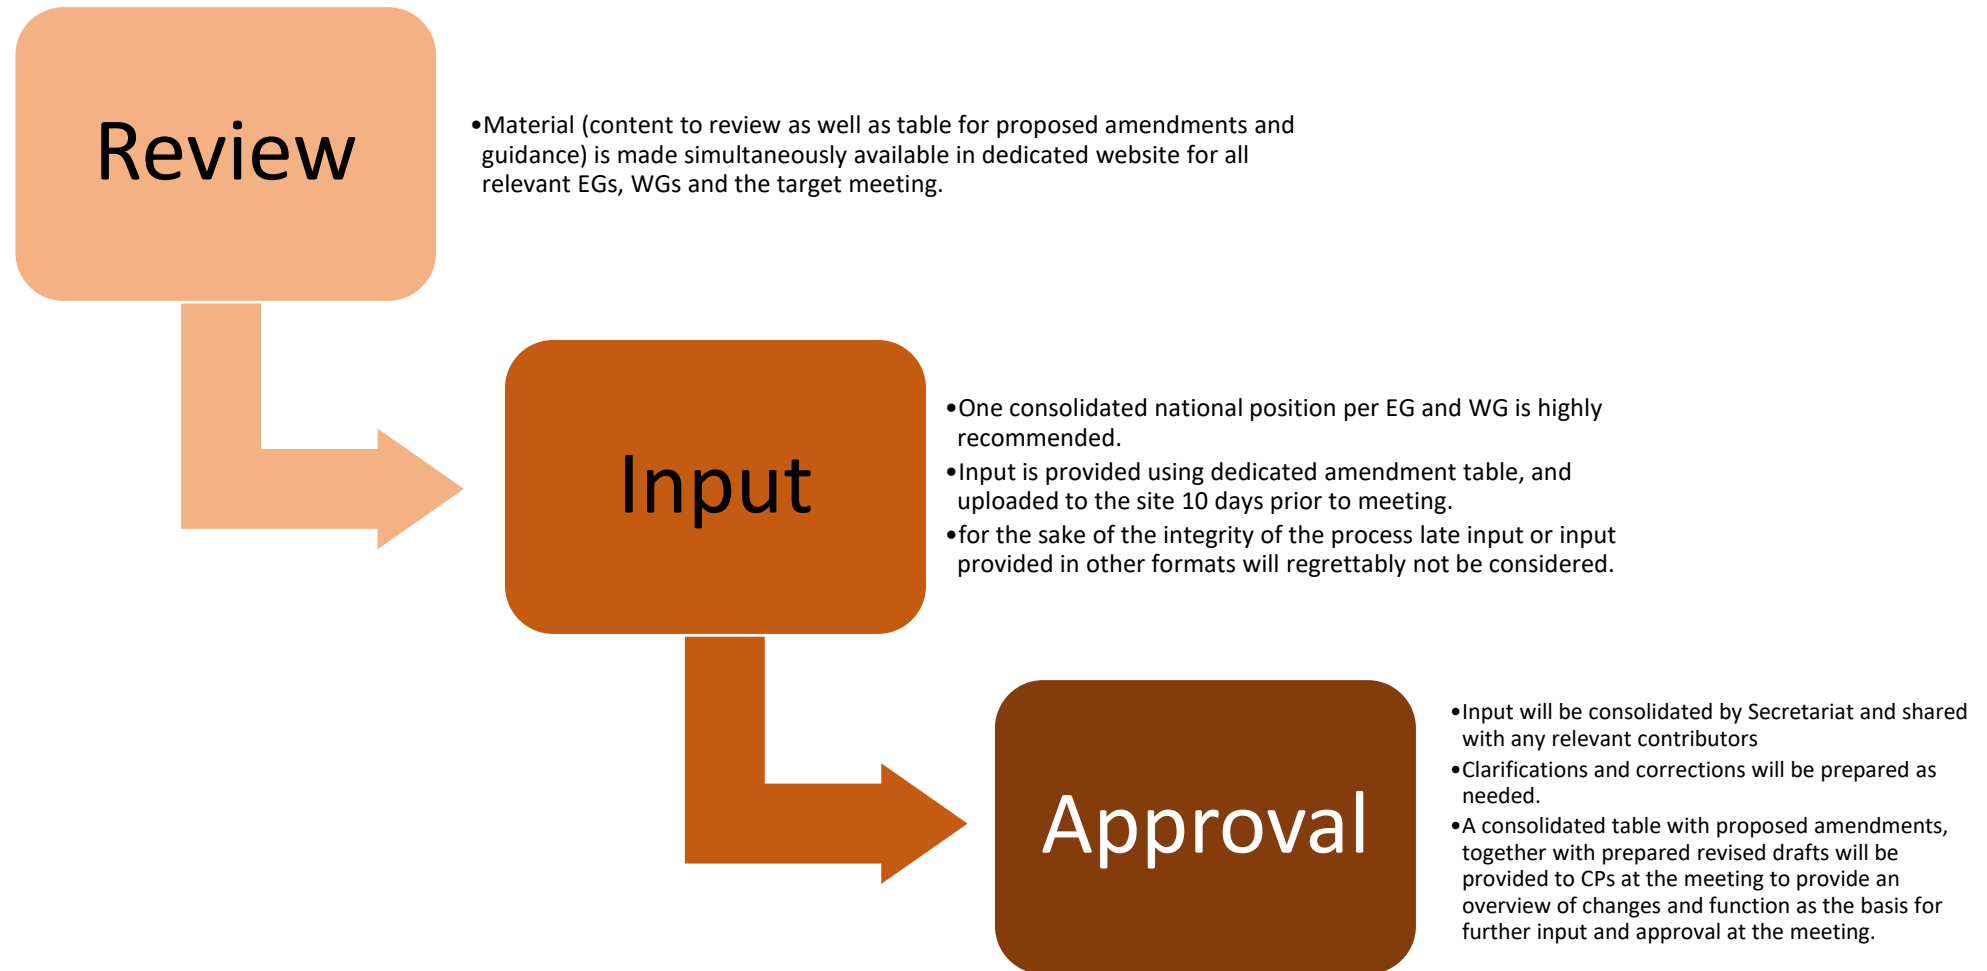 Review
•Material (content to review as well as table for proposed amendments and
guidance) is made simultaneously available in dedicated website for all
relevant EGs, WGs and the target meeting.
Input
•One consolidated national position per EG and WG is highly
recommended.
•Input is provided using dedicated amendment table, and
uploaded to the site 10 days prior to meeting.
•for the sake of the integrity of the process late input or input
provided in other formats will regrettably not be considered.
Approval
•Input will be consolidated by Secretariat and shared
with any relevant contributors
•Clarifications and corrections will be prepared as
needed.
•A consolidated table with proposed amendments,
together with prepared revised drafts will be
provided to CPs at the meeting to provide an
overview of changes and function as the basis for
further input and approval at the meeting.